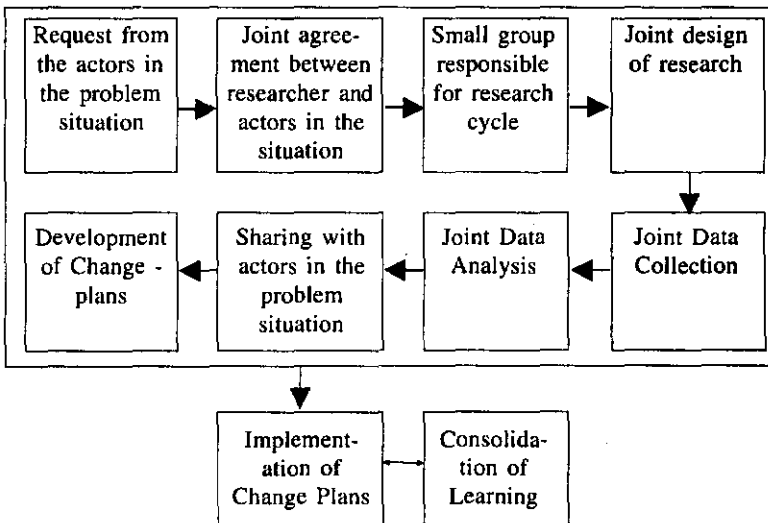 Request from
the actors in
the problem
situation
Joint agree-
ment between
researcher and
actors in the
situation
Small group
responsible
for research
cycle
Joint design
of research
Joint Data
Collection
Joint Data
Analysis
Sharing with
actors in the
problem
situation
Development
of Change -
plans
Implement-
ation of
Change Plans
Consolida-
tion of
Learning